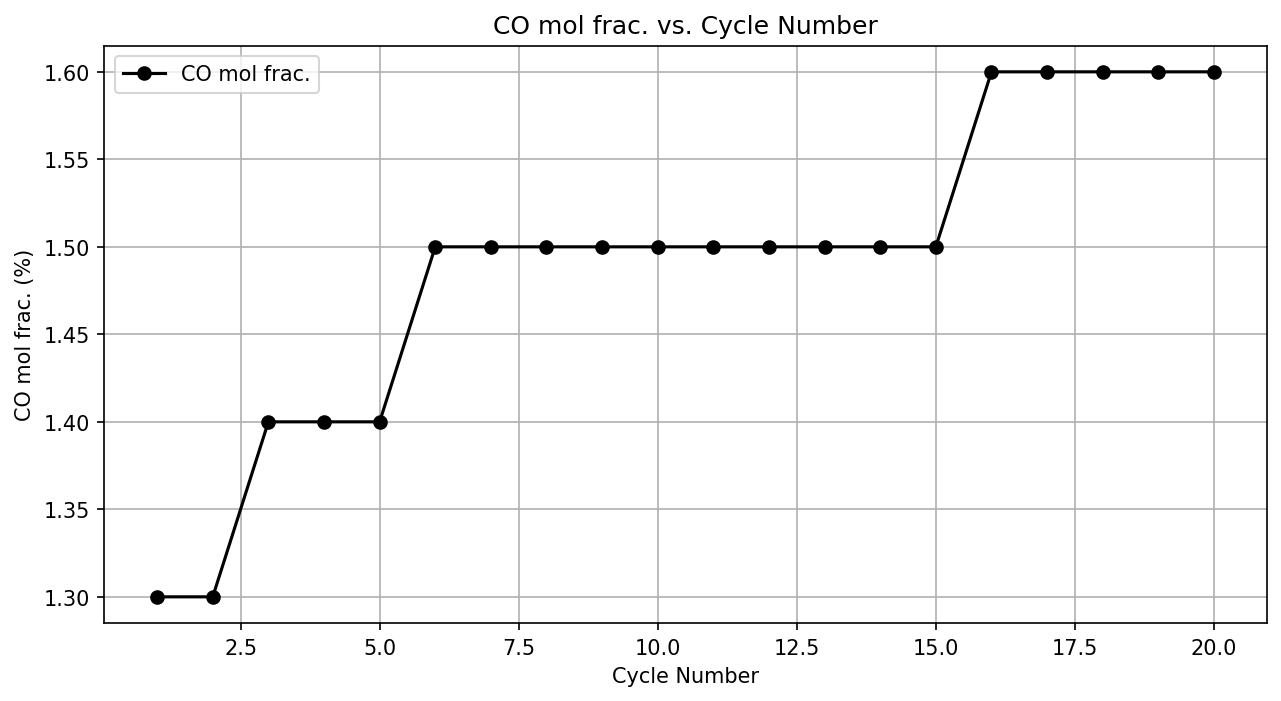 CO mol frac. vs. Cycle Number
CO mol frac.
CO mol frac. (%)
1.60
1.55
1.50
1.45
1.40
1.35
1.30
2.5 5.0 7.5 10.0 12.5 15.0 17.5 20.0
Cycle Number